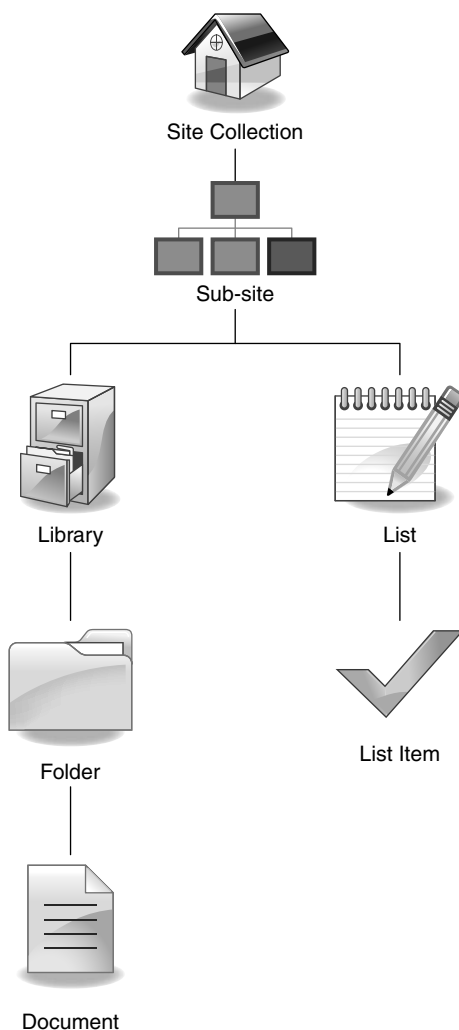 Site Collection
Sub-site
Library
List
Folder
List Item
Document